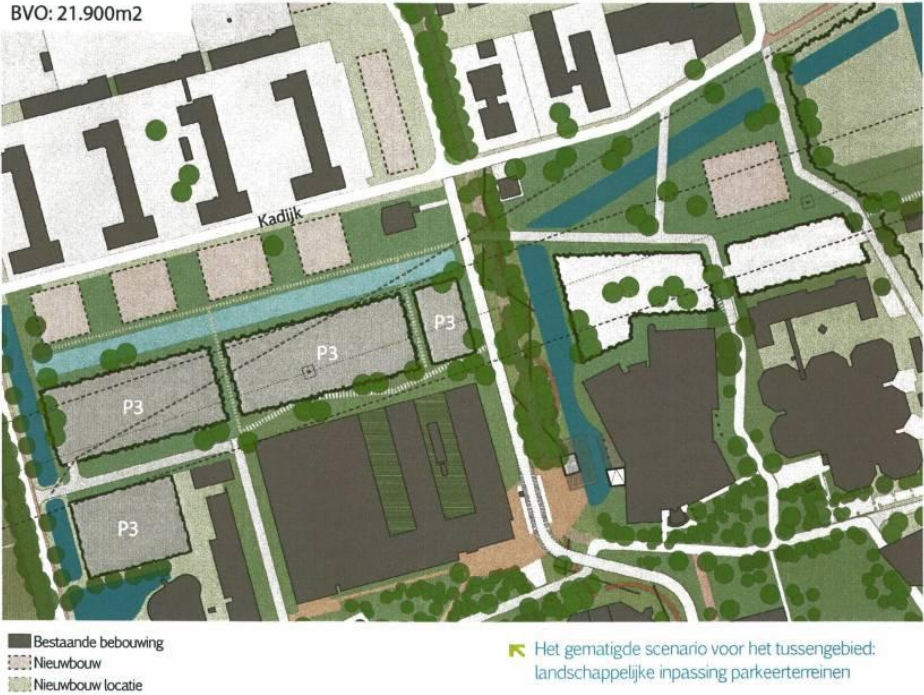 BVO: 21.900m2
Kadijk
P3
P3
P3
P3
Bestaande bebouwing
Nieuwbouw
Nieuwbouw locatie
Het gematigde scenario voor het tussengebied:
landschappelijke inpassing parkeerterreinen